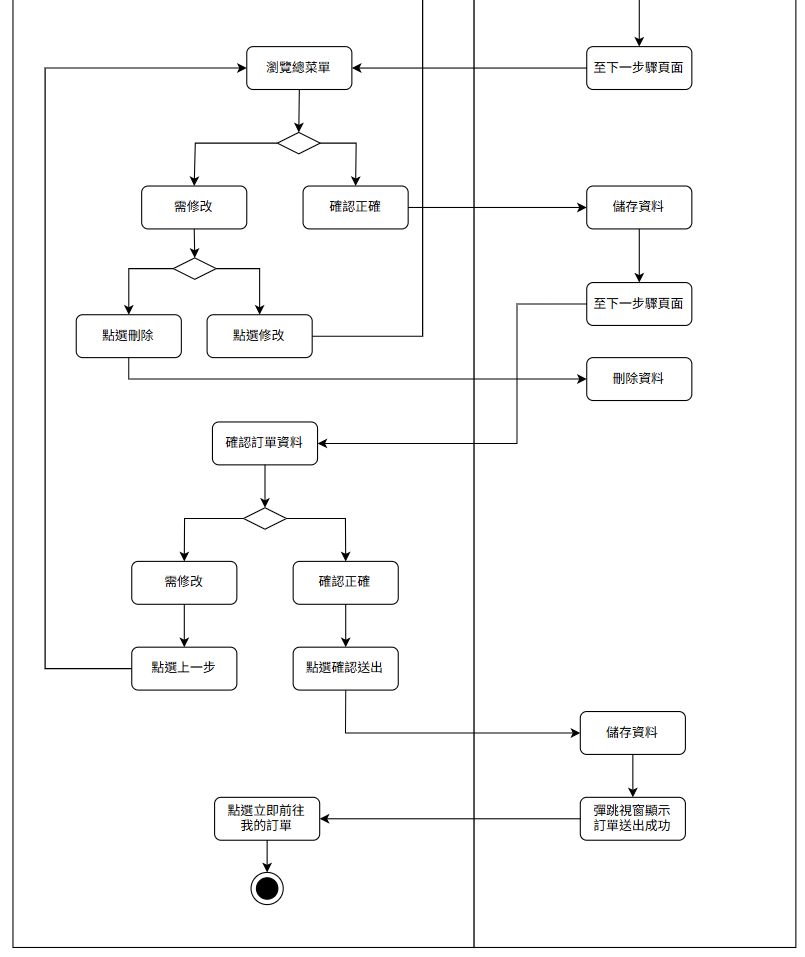 瀏覽總菜單
至下一步驟頁面
需修改
確認正確
儲存資料
至下一步驟頁面
點選刪除
點選修改
刪除資料
確認訂單資料
需修改
確認正確
點選上一步
點選確認送出
儲存資料
點選立即前往
我的訂單
彈跳視窗顯示
訂單送出成功